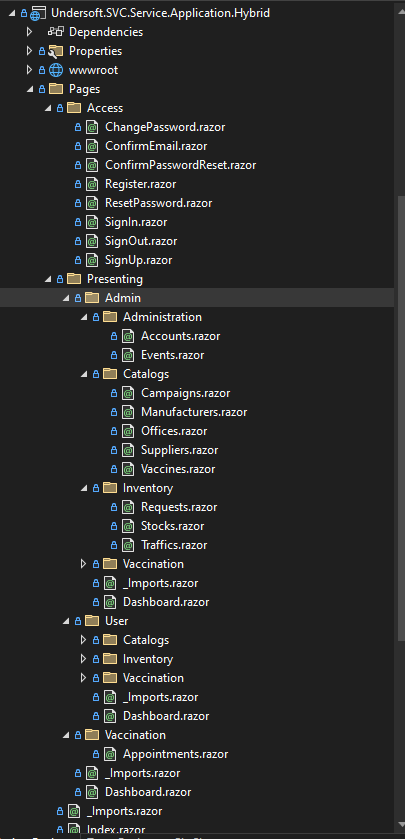 Undersoft.SVC.Service.Application.Hybrid
Dependencies
Properties
wwwroot
Pages
Access
ChangePassword.razor
ConfirmEmail.razor
ConfirmPasswordReset.razor
Register.razor
ResetPassword.razor
SignIn.razor
SignOut.razor
SignUp.razor
Presenting
Admin
Administration
Accounts.razor
Events.razor
Catalogs
Campaigns.razor
Manufacturers.razor
Offices.razor
Suppliers.razor
Vaccines.razor
Inventory
Requests.razor
Stocks.razor
Traffics.razor
Vaccination
_Imports.razor
Dashboard.razor
User
Catalogs
Inventory
Vaccination
_Imports.razor
Dashboard.razor
Vaccination
Appointments.razor
_Imports.razor
Dashboard.razor
_Imports.razor
Index.razor